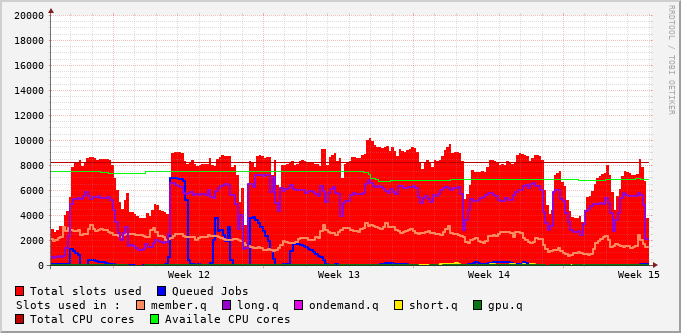 20000
18000
16000
14000
12000
10000
8000
6000
4000
2000
0
Week 12 Week 13 Week 14 Week 15
Total slots used Queued Jobs
Slots used in : member.q long.q ondemand.q short.q gpu.q
Total CPU cores Availale CPU cores
RRDTOOL / TOBI OETIKER